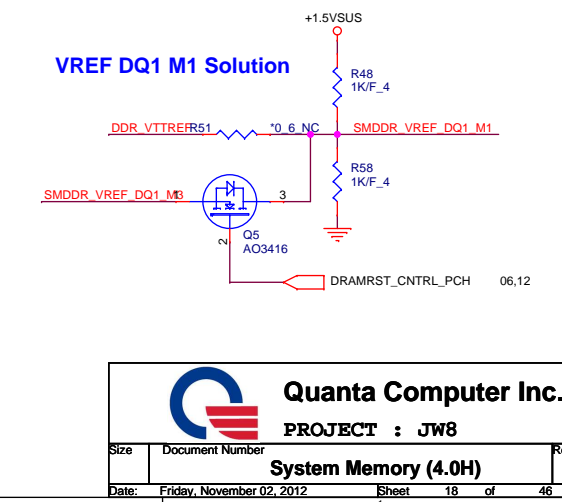 +1.5VSUS
VREF DQ1 M1 Solution
R48
1K/F_4
DDR_VTTREF R51 *0_6_NC SMDDR_VREF_DQ1_M1
R58
1K/F_4
SMDDR_VREF_DQ1_M3 1 3
2
Q5
AO3416
DRAMRST_CNTRL_PCH 06,12
Quanta Computer Inc.
PROJECT : JW8
Size Document Number
System Memory (4.0H)
Date: Friday, November 02, 2012 Sheet 18 of 46